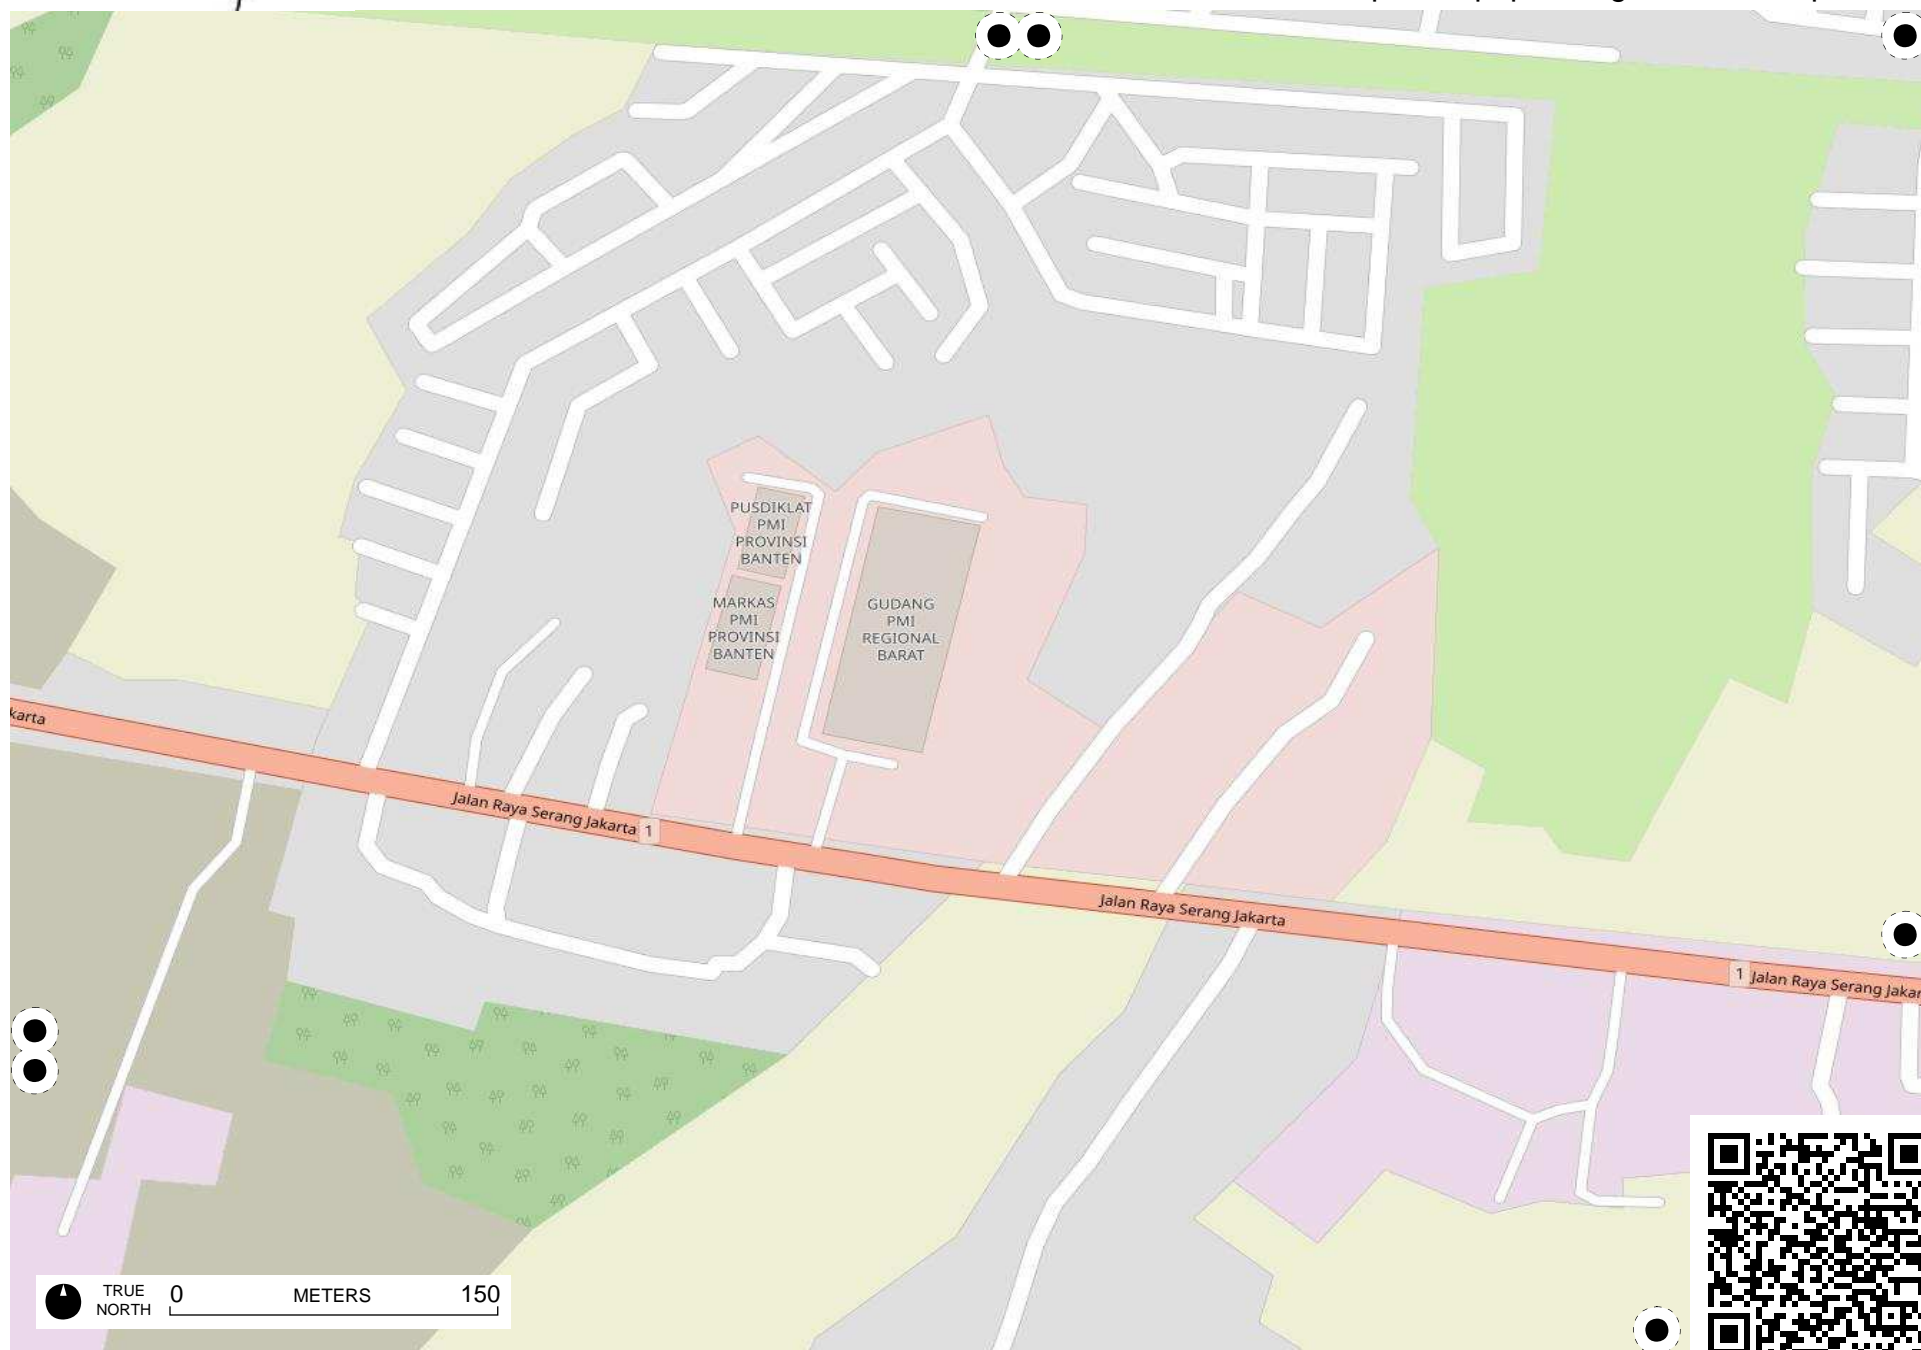 PUSDIKLAT
PMI
PROVINSI
BANTEN
MARKAS
PMI
PROVINSI
BANTEN
GUDANG
PMI
REGIONAL
BARAT
karta
Jalan Raya Serang Jakarta 1
Jalan Raya Serang Jakarta
1 Jalan Raya Serang Jakar
TRUE
NORTH
0 METERS 150